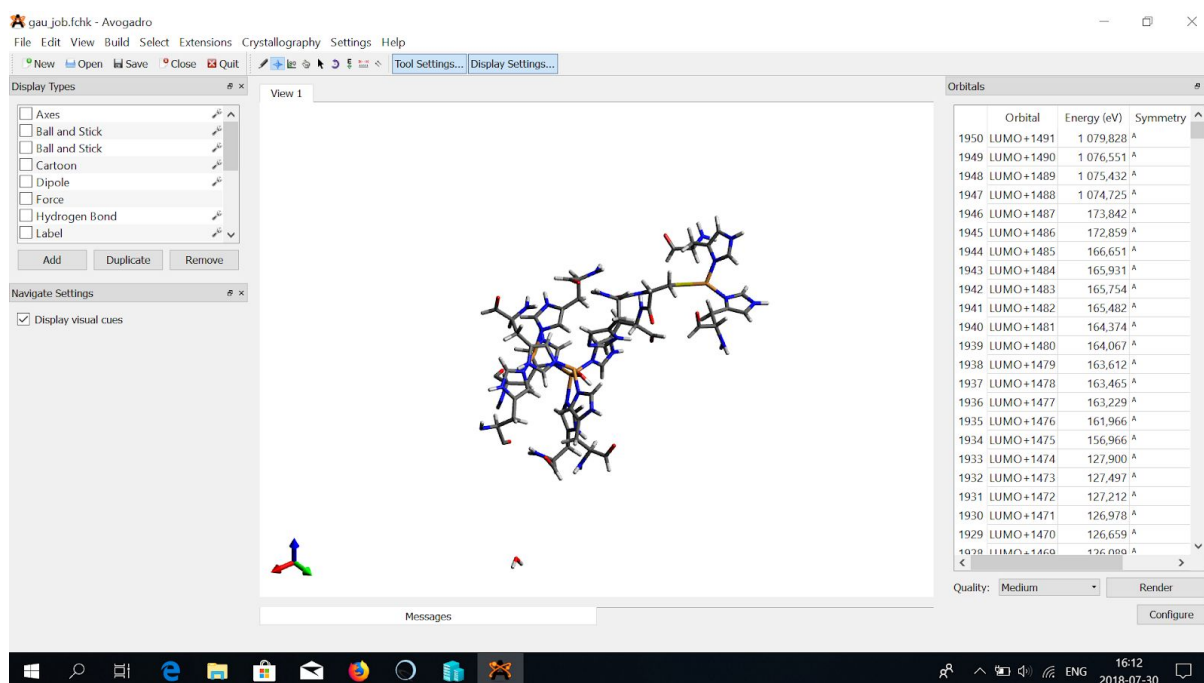 gau_job.fchk - Avogadro
File Edit View Build Select Extensions Crystallography Settings Help
New Open Save Close Quit Tool Settings... Display Settings...
Display Types
Axes
Ball and Stick
Ball and Stick
Cartoon
Dipole
Force
Hydrogen Bond
Label
Add Duplicate Remove
Navigate Settings
Display visual cues
View 1
Messages
Orbitals
Orbital Energy (eV) Symmetry
1950 LUMO+1491 1 079,828 A
1949 LUMO+1490 1 076,551 A
1948 LUMO+1489 1 075,432 A
1947 LUMO+1488 1 074,725 A
1946 LUMO+1487 173,842 A
1945 LUMO+1486 172,859 A
1944 LUMO+1485 166,651 A
1943 LUMO+1484 165,931 A
1942 LUMO+1483 165,754 A
1941 LUMO+1482 165,482 A
1940 LUMO+1481 164,374 A
1939 LUMO+1480 164,067 A
1938 LUMO+1479 163,612 A
1937 LUMO+1478 163,465 A
1936 LUMO+1477 163,229 A
1935 LUMO+1476 161,966 A
1934 LUMO+1475 156,966 A
1933 LUMO+1474 127,900 A
1932 LUMO+1473 127,497 A
1931 LUMO+1472 127,212 A
1930 LUMO+1471 126,978 A
1929 LUMO+1470 126,659 A
1928 LUMO+1469 126,089 A
Quality: Medium Render
Configure
ENG
16:12
2018-07-30